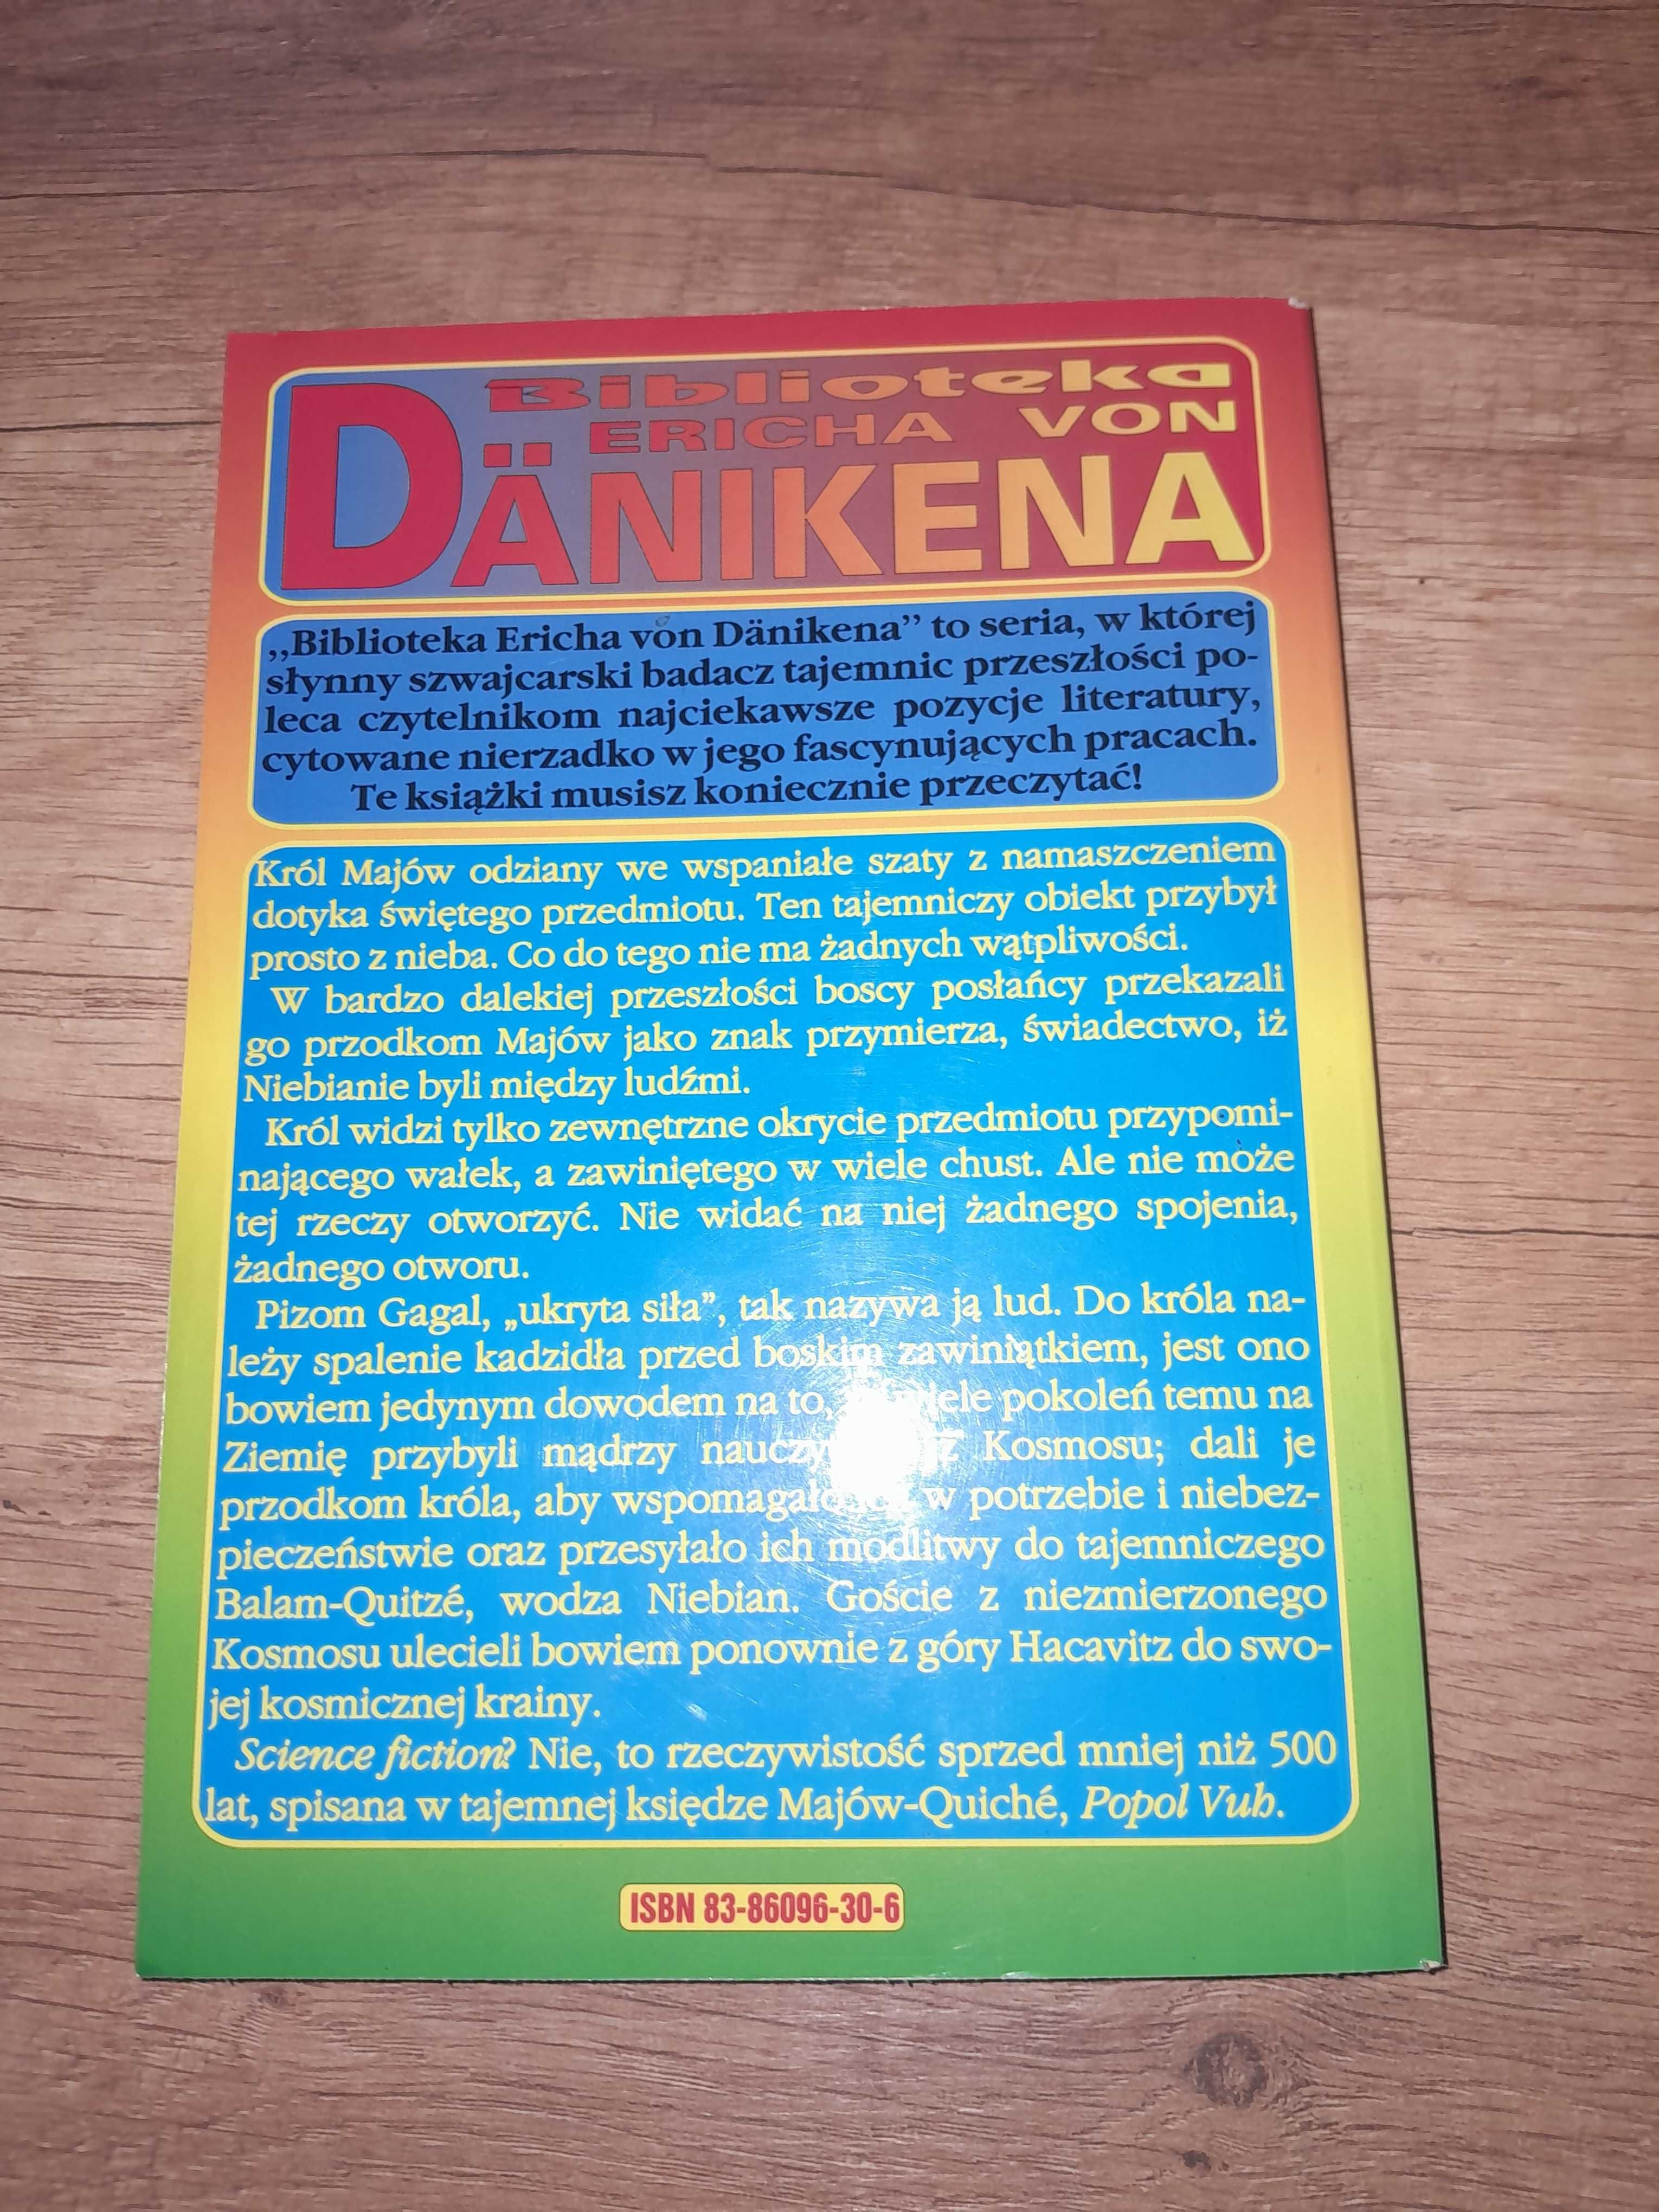 Biblioteka
ERICHA VON
DÄNIKENA
„Biblioteka Ericha von Dänikena” to seria, w której
słynny szwajcarski badacz tajemnic przeszłości po-
leca czytelnikom najciekawsze pozycje literatury,
cytowane nierzadko w jego fascynujących pracach.
Te książki musisz koniecznie przeczytać!
Król Majów odziany we wspaniałe szaty z namaszczeniem
dotyka świętego przedmiotu. Ten tajemniczy obiekt przybył
prosto z nieba. Co do tego nie ma żadnych wątpliwości.
W bardzo dalekiej przeszłości boscy posłańcy przekazali
go przodkom Majów jako znak przymierza, świadectwo, iż
Niebianie byli między ludźmi.
Król widzi tylko zewnętrzne okrycie przedmiotu przypomi-
nającego wałek, a zawiniętego w wiele chust. Ale nie może
tej rzeczy otworzyć. Nie widać na niej żadnego spojenia,
żadnego otworu.
Pizom Gagal, „ukryta siła”, tak nazywa ją lud. Do króla na-
leży spalenie kadzidła przed boskim zawiniątkiem, jest ono
bowiem jedynym dowodem na to, pokoleń temu na
Ziemię przybyli mądrzy z Kosmosu; dali je
przodkom króla, aby wspomagało w potrzebie i niebez-
pieczeństwie oraz przesyłało ich modlitwy do tajemniczego
Balam-Quitzé, wodza Niebian. Goście z niezmierzonego
Kosmosu ulecieli bowiem ponownie z góry Hacavitz do swo-
jej kosmicznej krainy.
Science fiction? Nie, to rzeczywistość sprzed mniej niż 500
lat, spisana w tajemnej księdze Majów-Quiché, Popol Vuh.
ISBN 83-86096-30-6